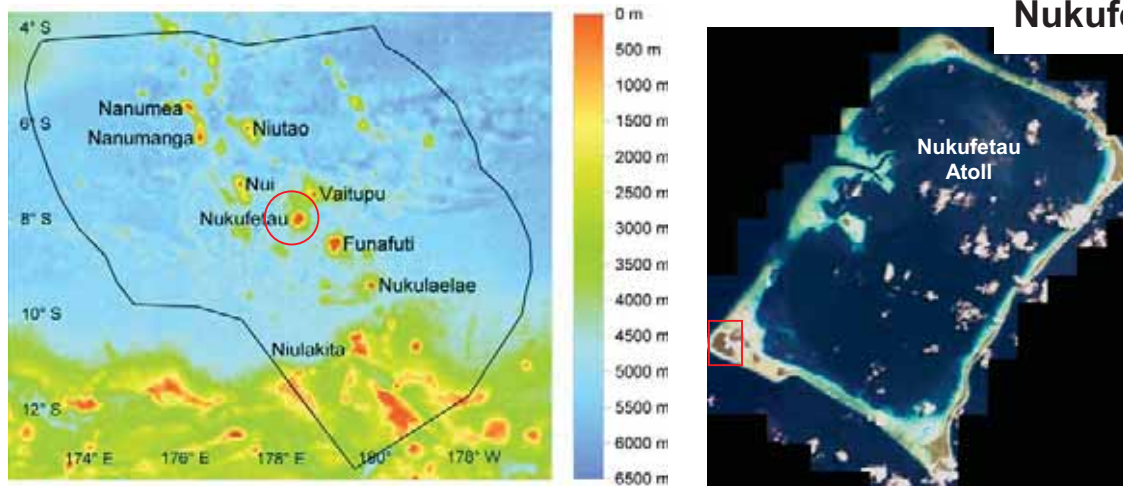 Nukufe
4° S
6° S
8° S
10° S
12° S
174° E
176° E
178° E
180°
178° W
Nanumea
Nanumanga
Niutao
Nui
Vaitupu
Nukufetau
Funafuti
Nukulaelae
Niulakita
0 m
500 m
1000 m
1500 m
2000 m
2500 m
3000 m
3500 m
4000 m
4500 m
5000 m
5500 m
6000 m
6500 m
Nukufetau
Atoll